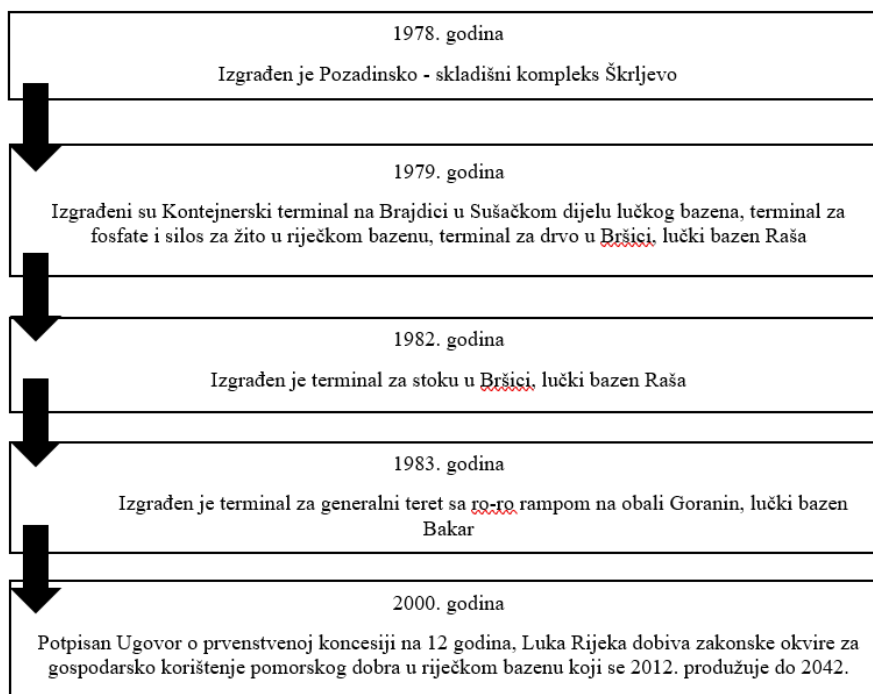 1978. godina
Izgrađen je Pozadinsko - skladišni kompleks Škrljevo
1979. godina
Izgrađeni su Kontejnerski terminal na Brajdici u Sušačkom dijelu lučkog bazena, terminal za
fosfate i silos za žito u riječkom bazenu, terminal za drvo u Bršici, lučki bazen Raša
1982. godina
Izgrađen je terminal za stoku u Bršici, lučki bazen Raša
1983. godina
Izgrađen je terminal za generalni teret sa ro-ro rampom na obali Goranin, lučki bazen
Bakar
2000. godina
Potpisan Ugovor o prvenstvenoj koncesiji na 12 godina, Luka Rijeka dobiva zakonske okvire za
gospodarsko korištenje pomorskog dobra u riječkom bazenu koji se 2012. produžuje do 2042.